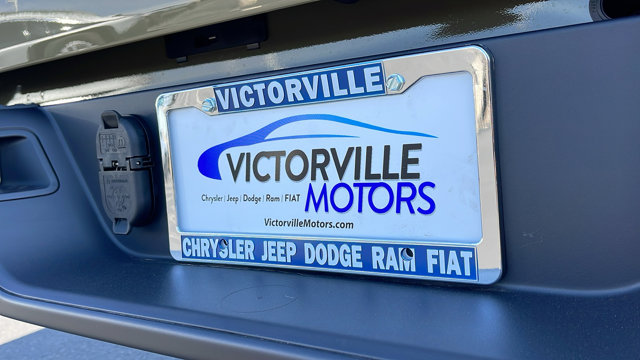 VICTORVILLE
VICTORVILLE
Chrysler | Jeep | Dodge | Ram | FIAT
MOTORS
VictorvilleMotors.com
CHRYSLER JEEP DODGE RAM FIAT